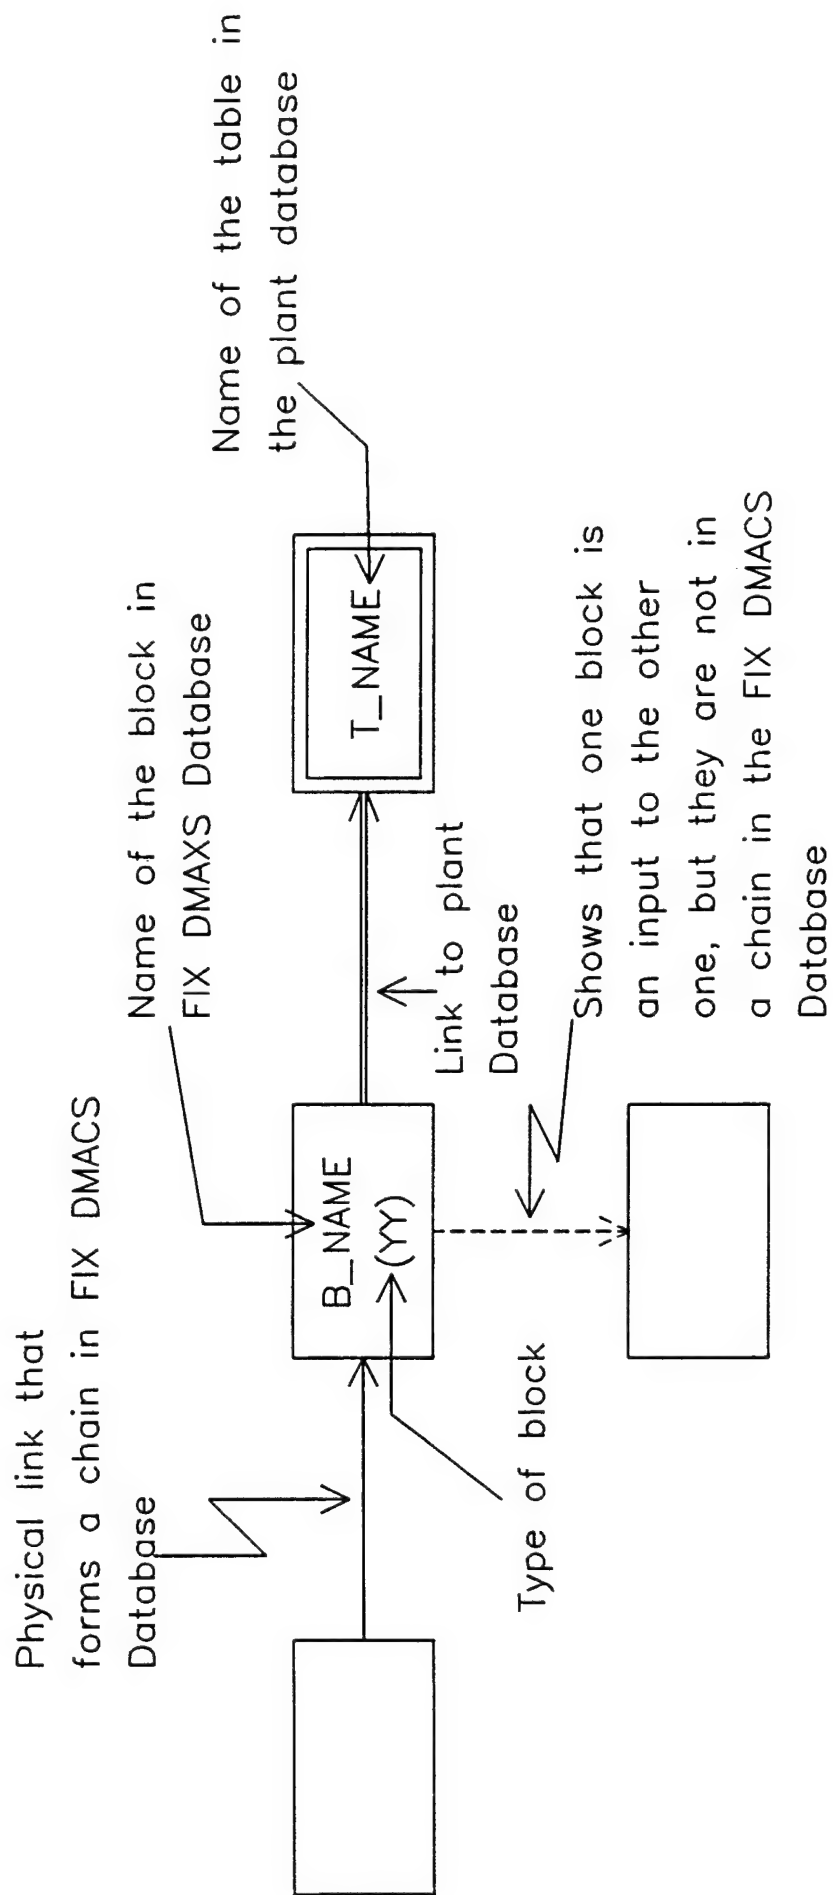 Physical link that
forms a chain in FIX DMACS
Database
Name of the block in
FIX DMAXS Database
Name of the table in
the plant database
B_NAME
(YY)
T_NAME
Link to plant
Database
Type of block
Shows that one block is
an input to the other
one, but they are not in
a chain in the FIX DMACS
Database